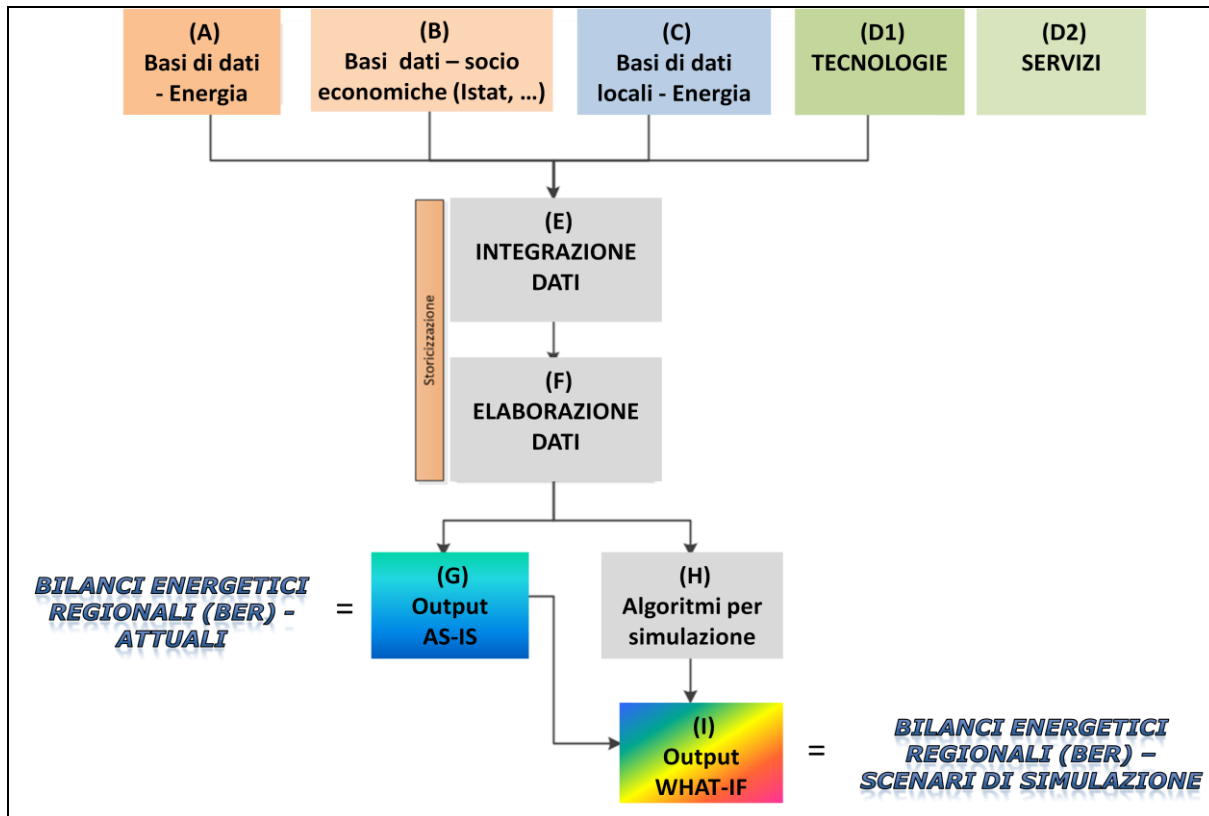 (A)
Basi di dati
- Energia
(B)
Basi dati – socio
economiche (Istat, ...)
(C)
Basi di dati
locali - Energia
(D1)
TECNOLOGIE
(D2)
SERVIZI
(E)
INTEGRAZIONE
DATI
Storicizzazione
(F)
ELABORAZIONE
DATI
BILANCI ENERGETICI
REGIONALI (BER) -
ATTUALI
=
(G)
Output
AS-IS
(H)
Algoritmi per
simulazione
(I)
Output
WHAT-IF
=
BILANCI ENERGETICI
REGIONALI (BER) –
SCENARI DI SIMULAZIONE